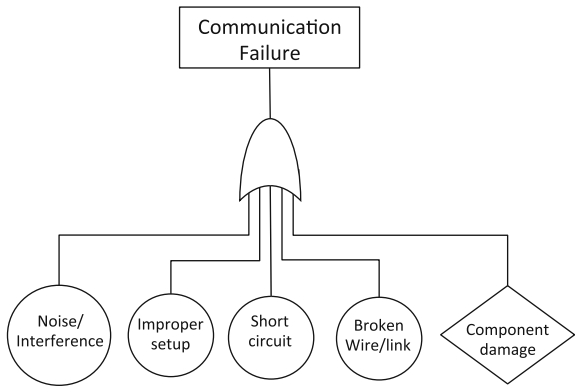 Communication
Failure
Noise/
Interference
Improper
setup
Short
circuit
Broken
Wire/link
Component
damage